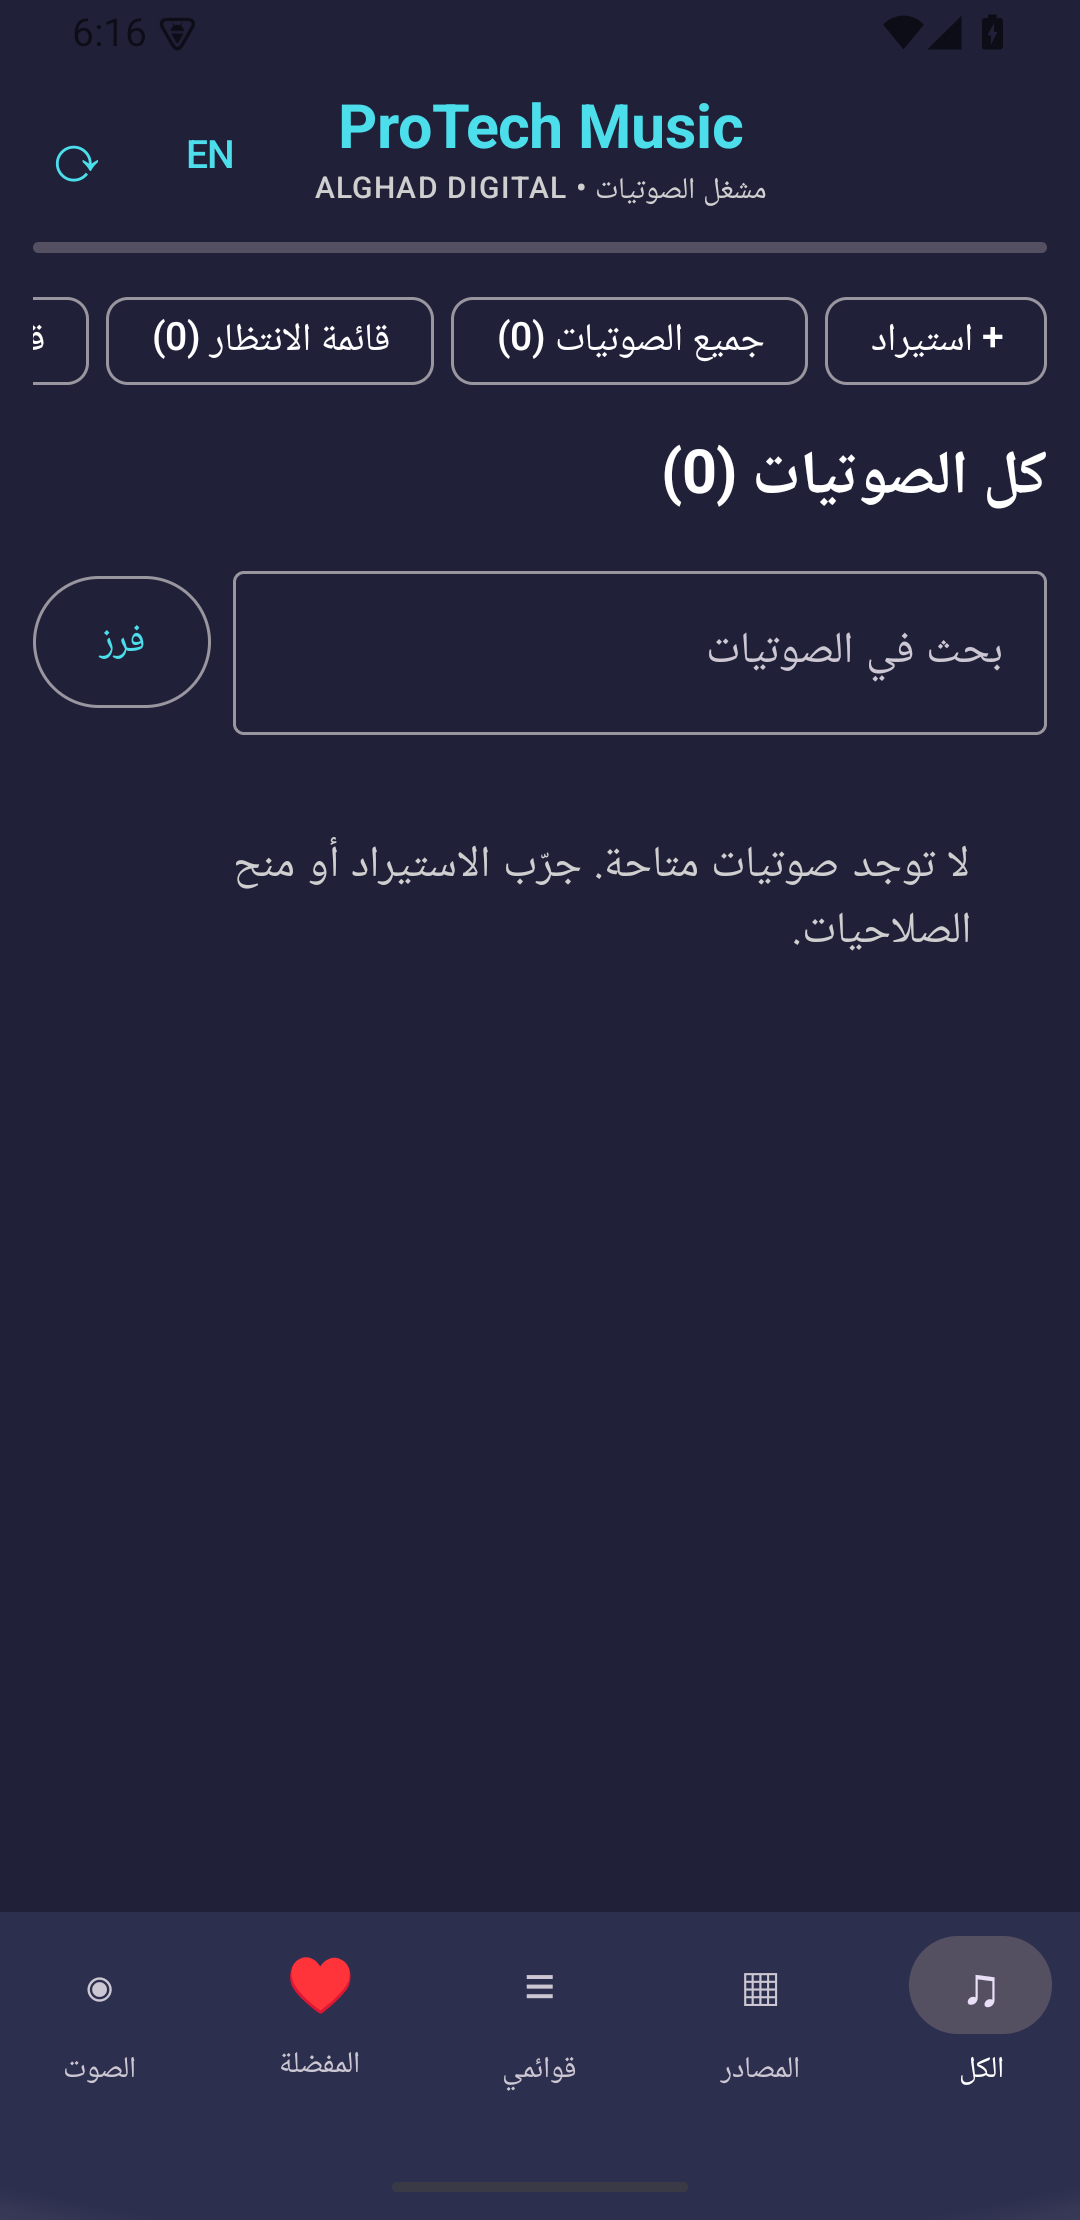 6:16
ProTech Music
EN
ALGHAD DIGITAL • مشغل الصوتيات
+ استيراد
جميع الصوتيات (0)
قائمة الانتظار (0)
كل الصوتيات (0)
بحث في الصوتيات
فرز
لا توجد صوتيات متاحة. جرّب الاستيراد أو منح
الصلاحيات.
الكل
المصادر
قوائمي
المفضلة
الصوت